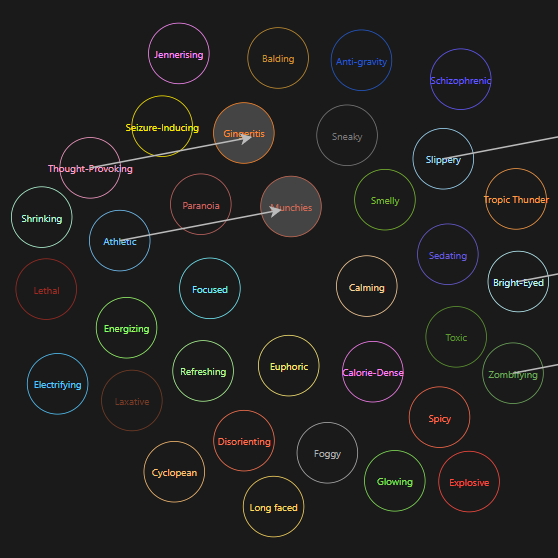 Jennerising
Balding
Anti-gravity
Schizophrenic
Seizure-Inducing
Gingeritis
Sneaky
Thought-Provoking
Slippery
Shrinking
Paranoia
Munchies
Smelly
Tropic Thunder
Athletic
Sedating
Lethal
Focused
Calming
Bright-Eyed
Energizing
Toxic
Electrifying
Refreshing
Euphoric
Calorie-Dense
Zombifying
Laxative
Spicy
Disorienting
Foggy
Cyclopean
Long faced
Glowing
Explosive